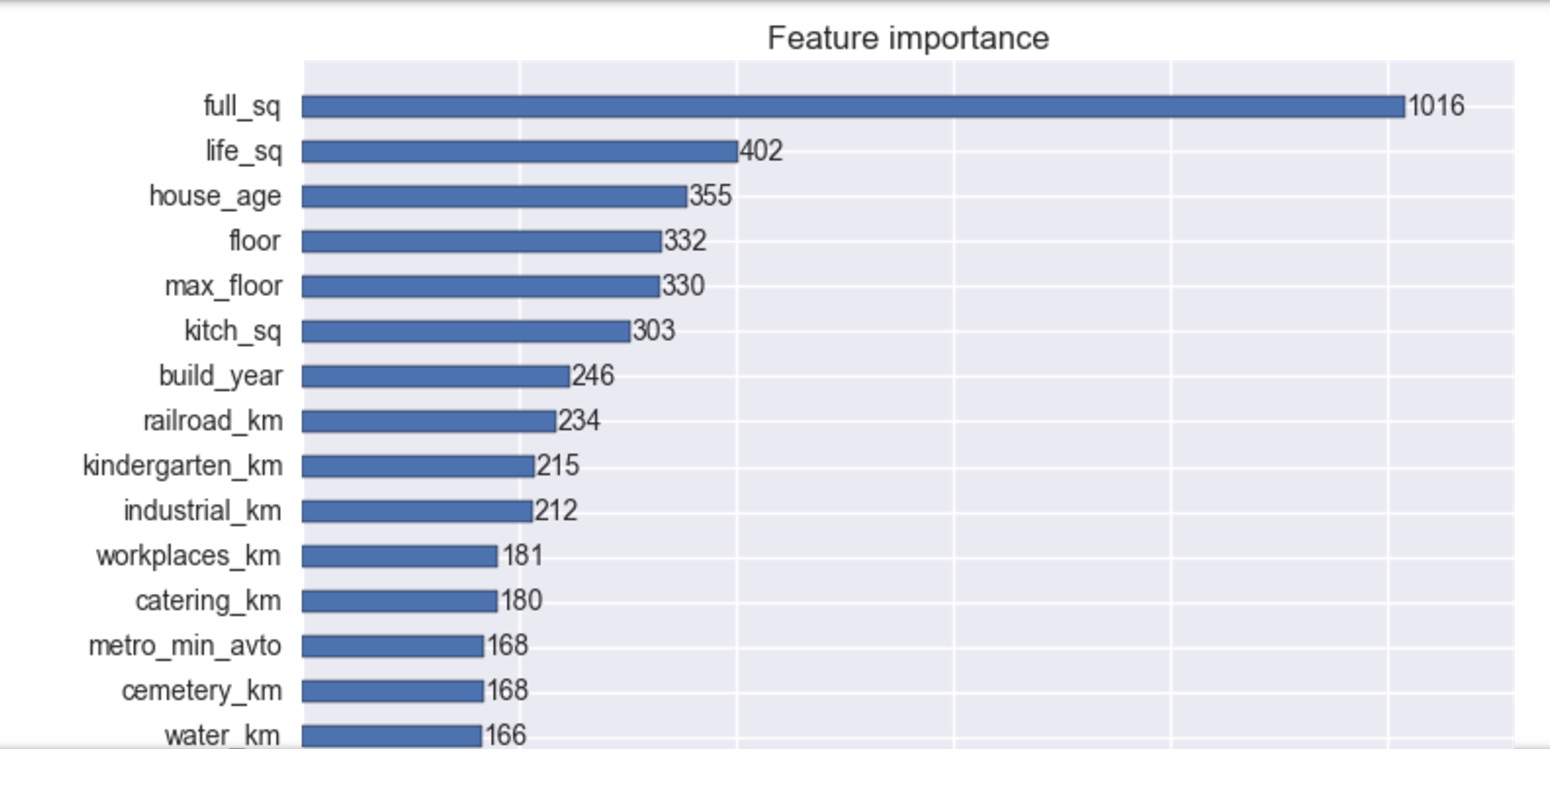 Feature importance
full_sq 1016
life_sq 402
house_age 355
floor 332
max_floor 330
kitch_sq 303
build_year 246
railroad_km 234
kindergarten_km 215
industrial_km 212
workplaces_km 181
catering_km 180
metro_min_avto 168
cemetery_km 168
water_km 166